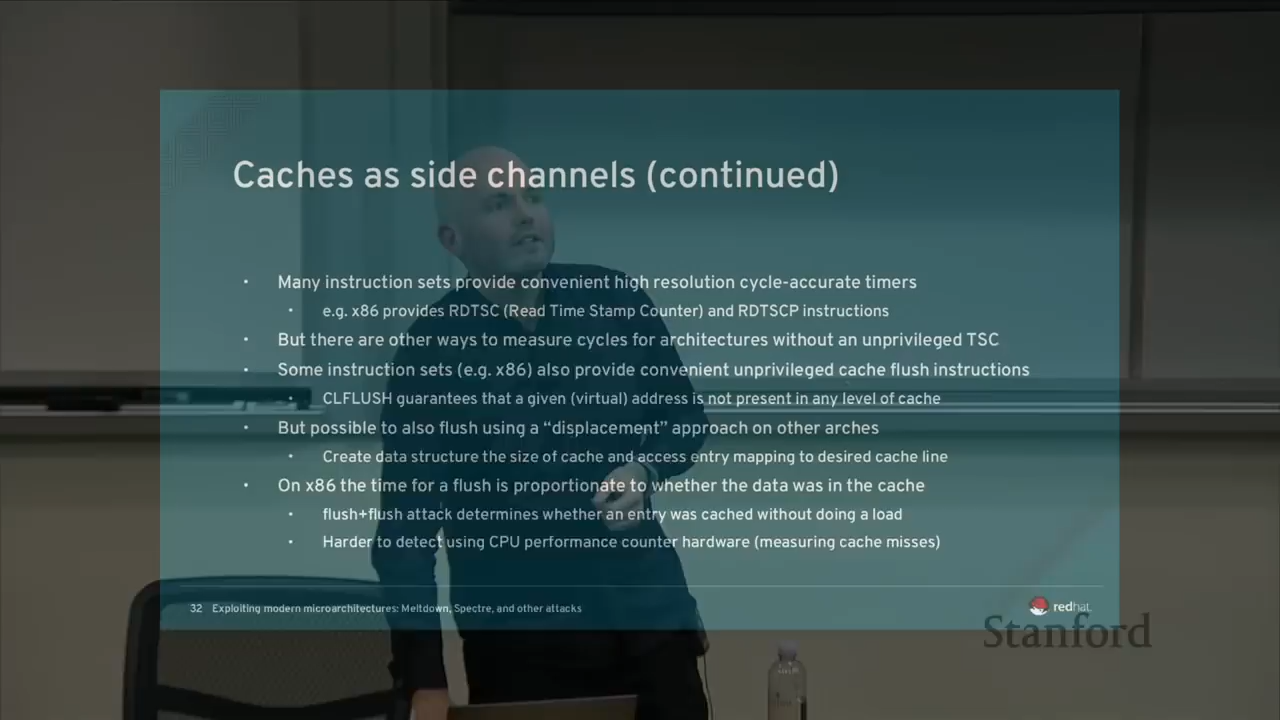 Caches as side channels (continued)
• Many instruction sets provide convenient high resolution cycle-accurate timers
• e.g. x86 provides RDTSC (Read Time Stamp Counter) and RDTSCP instructions
• But there are other ways to measure cycles for architectures without an unprivileged TSC
• Some instruction sets (e.g. x86) also provide convenient unprivileged cache flush instructions
• CLFLUSH guarantees that a given (virtual) address is not present in any level of cache
• But possible to also flush using a “displacement” approach on other arches
• Create data structure the size of cache and access entry mapping to desired cache line
• On x86 the time for a flush is proportionate to whether the data was in the cache
• flush+flush attack determines whether an entry was cached without doing a load
• Harder to detect using CPU performance counter hardware (measuring cache misses)
32 Exploiting modern microarchitectures: Meltdown, Spectre, and other attacks
redhat.
Stanford